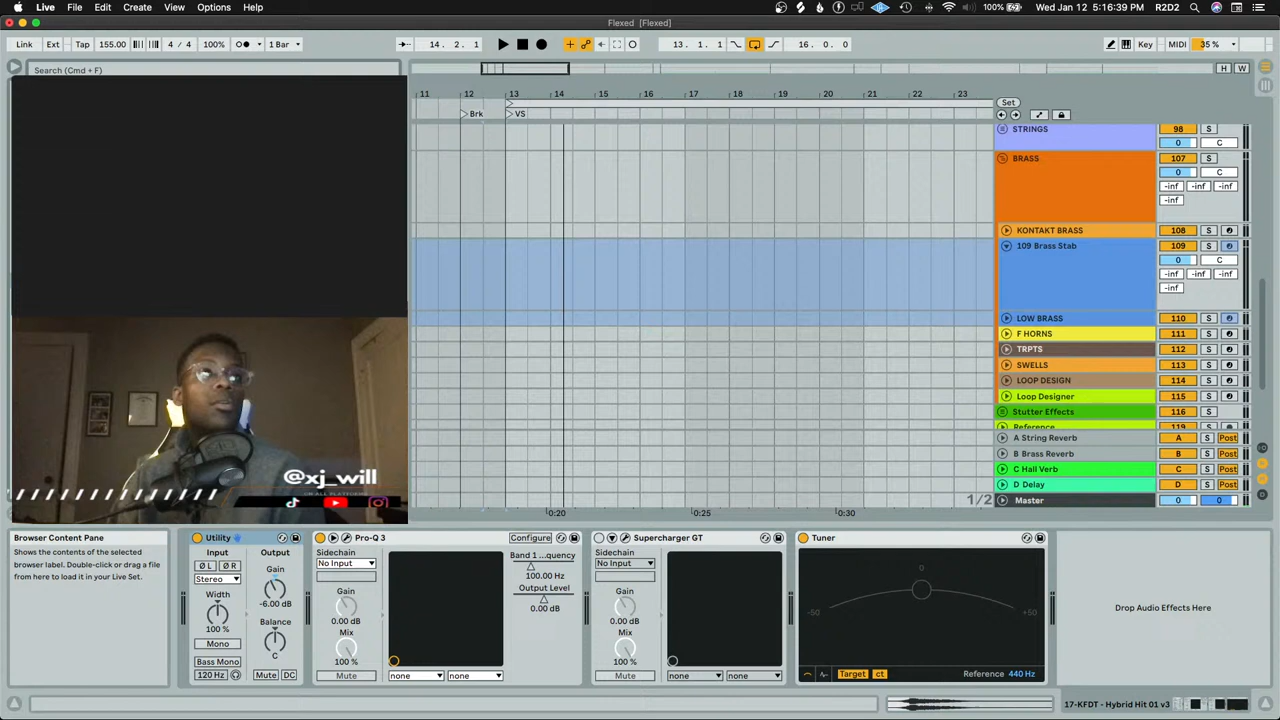 Live File Edit Create View Options Help 100% Wed Jan 12 5:16:39 PM R2D2
Flexed [Flexed]
Link Ext Tap 155.00 4 / 4 100% 1 Bar 14. 2. 1 13. 1. 1 16. 0. 0 Key MIDI 35 %
Search (Cmd + F)
H W
11 12 13 14 15 16 17 18 19 20 21 22 23
Set
Brk VS
STRINGS 98 S
0 C
BRASS 107 S
0 C
-inf -inf -inf
-inf
KONTAKT BRASS 108 S
109 Brass Stab 109 S
0 C
-inf -inf -inf
-inf
LOW BRASS 110 S
F HORNS 111 S
TRPTS 112 S
SWELLS 113 S
LOOP DESIGN 114 S
Loop Designer 115 S
Stutter Effects 116 S
Reference 119
A String Reverb A S Post
B Brass Reverb B S Post
C Hall Verb C S Post
D Delay D S Post
1/2 Master 0 0
0:20 0:25 0:30
@xj_will
ON ALL PLATFORMS
Browser Content Pane
Shows the contents of the selected
browser label. Double-click or drag a
file from here to load it in your Live Set.
Utility
Input Output
Ø L Ø R Gain
Stereo
-6.00 dB
Width
Balance
100 %
C
Mono
Bass Mono
120 Hz Mute DC
Pro-Q 3 Configure
Sidechain
No Input
Gain
0.00 dB
Mix
100 %
Mute
none none
Band 1 ...quency
100.00 Hz
Output Level
0.00 dB
Supercharger GT
Sidechain
No Input
Gain
0.00 dB
Mix
100 %
Mute
none none
Tuner
0
-50 +50
Target ct Reference 440 Hz
Drop Audio Effects Here
17-KFDT - Hybrid Hit 01 v3